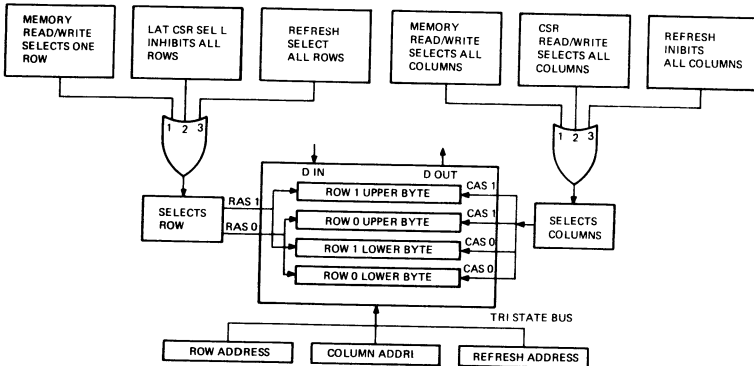 MEMORY
READ/WRITE
SELECTS ONE
ROW
LAT CSR SEL L
INHIBITS ALL
ROWS
REFRESH
SELECT
ALL ROWS
MEMORY
READ/WRITE
SELECTS ALL
COLUMNS
CSR
READ/WRITE
SELECTS ALL
COLUMNS
REFRESH
INIBITS
ALL COLUMNS
1 2 3
1 2 3
D IN
D OUT
SELECTS
ROW
RAS 1
RAS 0
ROW 1 UPPER BYTE
CAS 1
ROW 0 UPPER BYTE
CAS 1
ROW 1 LOWER BYTE
CAS 0
ROW 0 LOWER BYTE
CAS 0
SELECTS
COLUMNS
TRI STATE BUS
ROW ADDRESS
COLUMN ADDRI
REFRESH ADDRESS